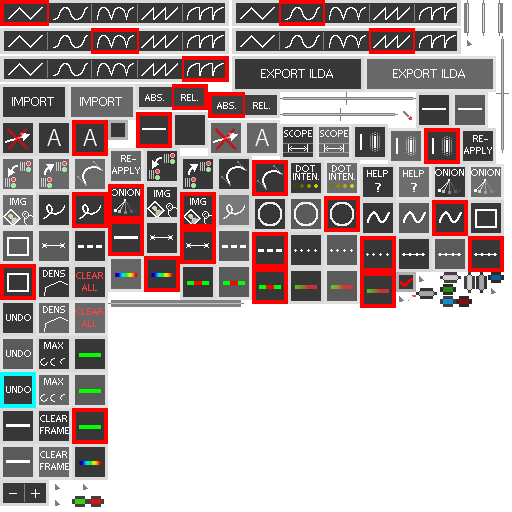 EXPORT ILDA EXPORT ILDA
IMPORT IMPORT ABS. REL. ABS. REL.
A A A SCOPE SCOPE RE-
APPLY
RE-
APPLY
DOT
INTEN.
DOT
INTEN.
HELP
?
HELP
?
ONION ONION
IMG ONION IMG IMG
DENS CLEAR
ALL
UNDO DENS CLEAR
ALL
UNDO MAX
UNDO MAX
CLEAR
FRAME
CLEAR
FRAME
- +